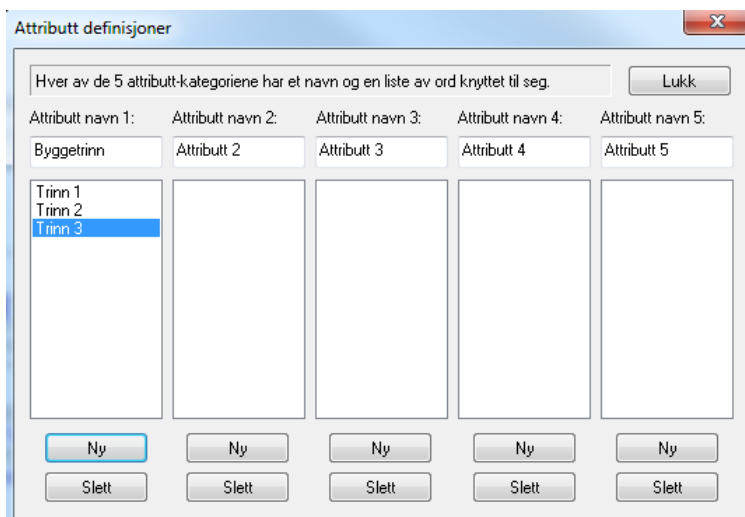 Attributt definisjoner
Hver av de 5 attributt-kategoriene har et navn og en liste av ord knyttet til seg.
Lukk
Attributt navn 1: Attributt navn 2: Attributt navn 3: Attributt navn 4: Attributt navn 5:
Byggetrinn Attributt 2 Attributt 3 Attributt 4 Attributt 5
Trinn 1
Trinn 2
Trinn 3
Ny Ny Ny Ny Ny
Slett Slett Slett Slett Slett